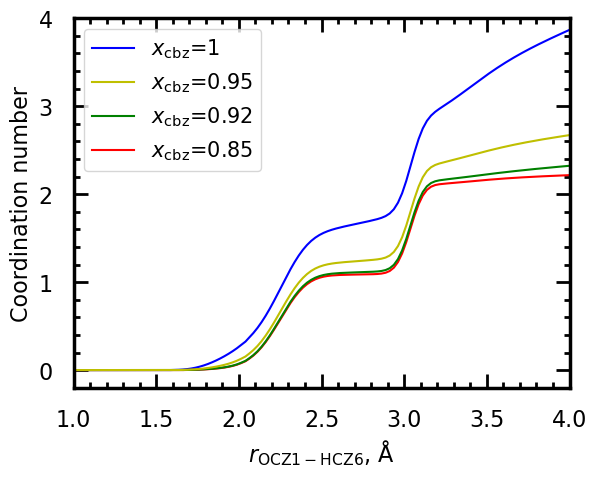 4
3
2
1
0
Coordination number
x_cbz=1
x_cbz=0.95
x_cbz=0.92
x_cbz=0.85
1.0 1.5 2.0 2.5 3.0 3.5 4.0
r_OCZ1−HCZ6, Å